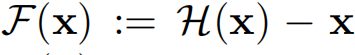 𝓕(𝐱) := 𝓗(𝐱) − 𝐱